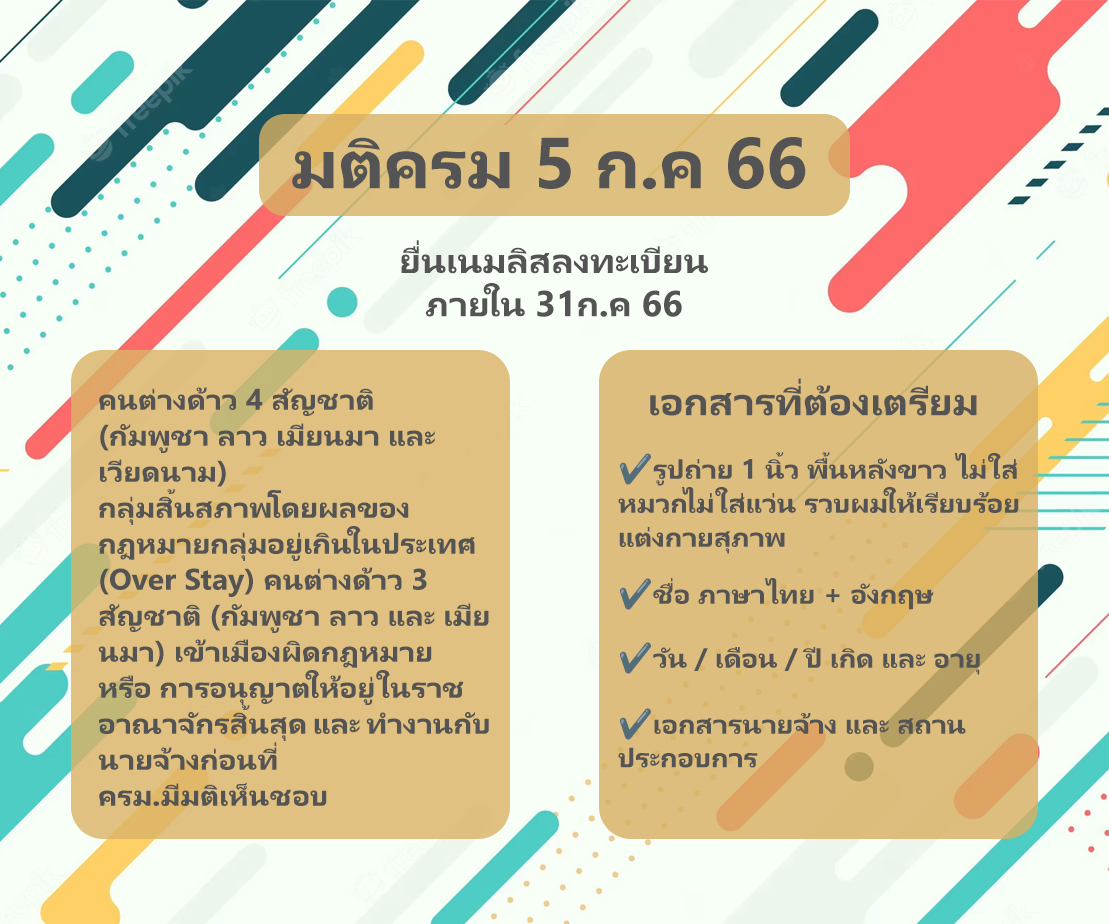 มติครม 5 ก.ค 66
ยื่นเนมลิสลงทะเบียน
ภายใน 31ก.ค 66
คนต่างด้าว 4 สัญชาติ
(กัมพูชา ลาว เมียนมา และ
เวียดนาม)
กลุ่มสิ้นสภาพโดยผลของ
กฎหมายกลุ่มอยู่เกินในประเทศ
(Over Stay) คนต่างด้าว 3
สัญชาติ (กัมพูชา ลาว และ เมีย
นมา) เข้าเมืองผิดกฎหมาย
หรือ การอนุญาตให้อยู่ในราช
อาณาจักรสิ้นสุด และ ทำงานกับ
นายจ้างก่อนที่
ครม.มีมติเห็นชอบ
เอกสารที่ต้องเตรียม
✔รูปถ่าย 1 นิ้ว พื้นหลังขาว ไม่ใส่
หมวกไม่ใส่แว่น รวบผมให้เรียบร้อย
แต่งกายสุภาพ
✔ชื่อ ภาษาไทย + อังกฤษ
✔วัน / เดือน / ปี เกิด และ อายุ
✔เอกสารนายจ้าง และ สถาน
ประกอบการ